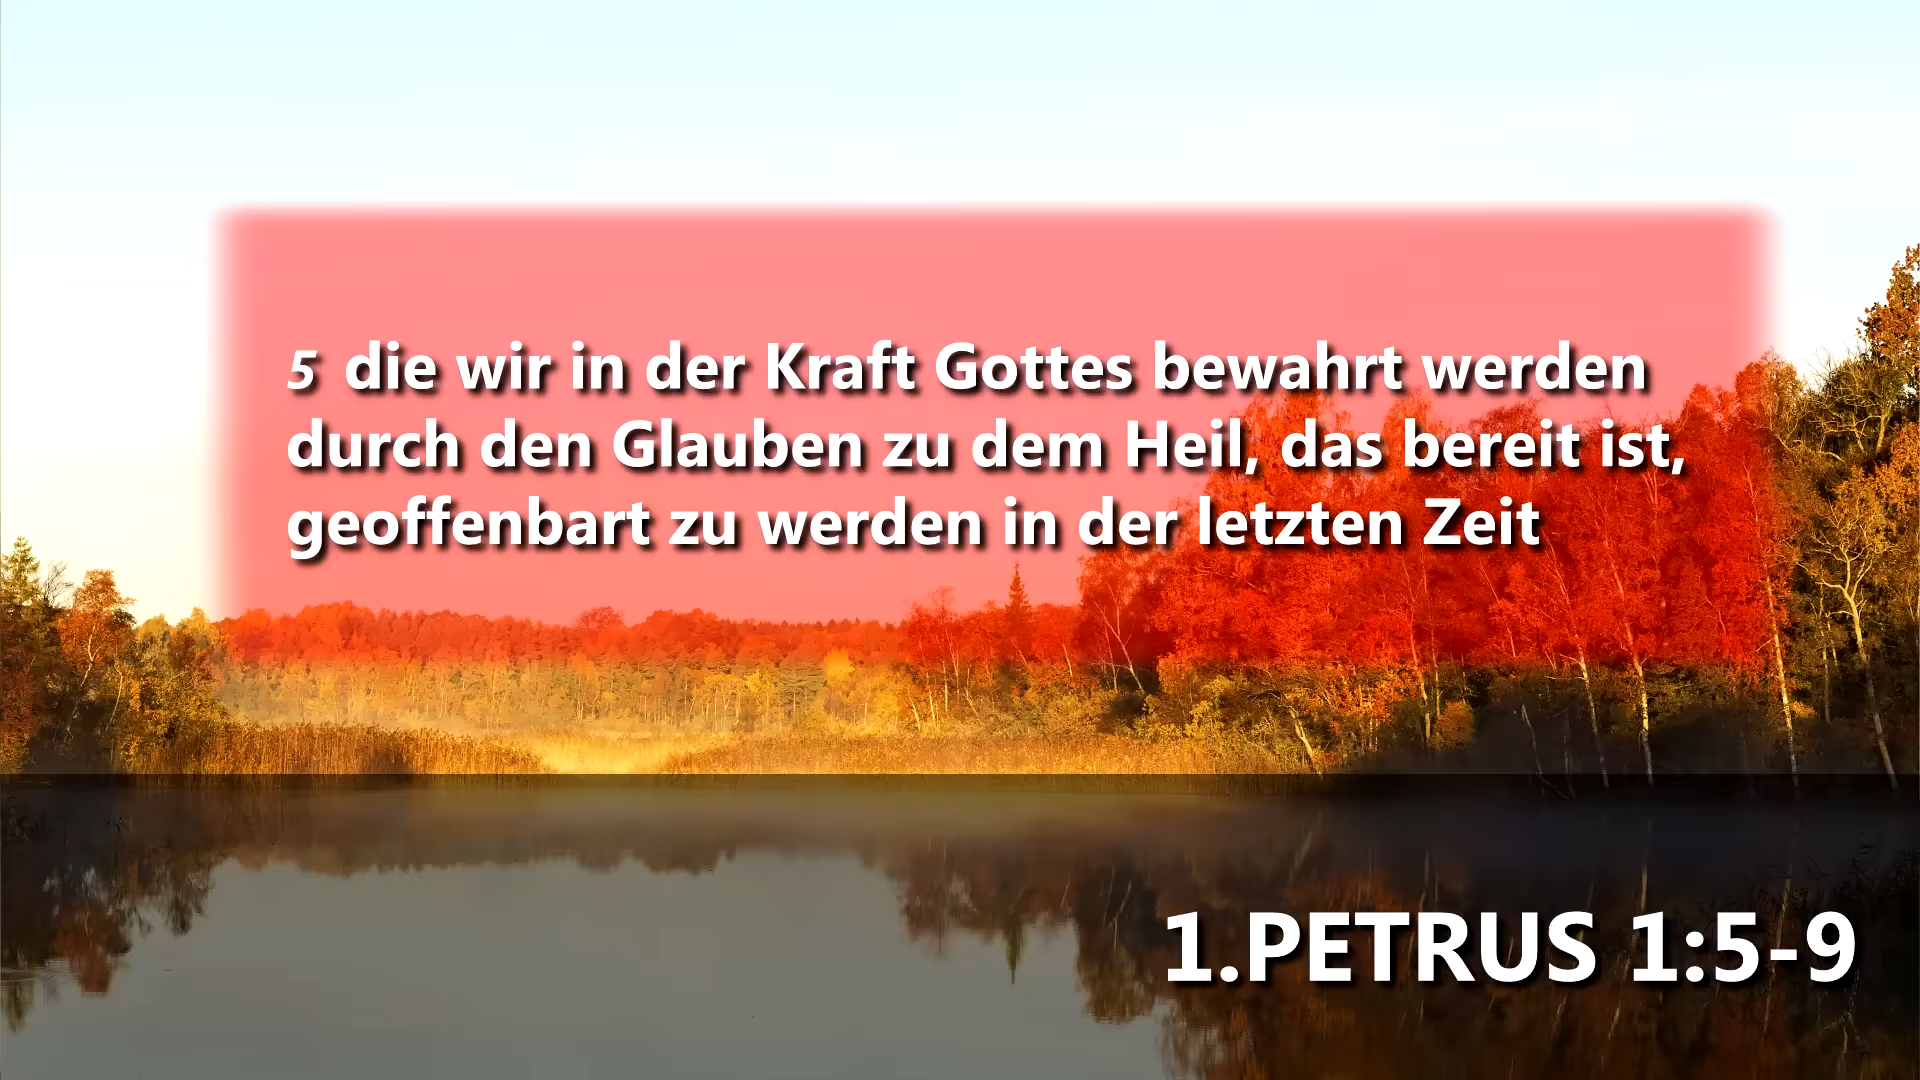 5 die wir in der Kraft Gottes bewahrt werden
durch den Glauben zu dem Heil, das bereit ist,
geoffenbart zu werden in der letzten Zeit
1.PETRUS 1:5-9